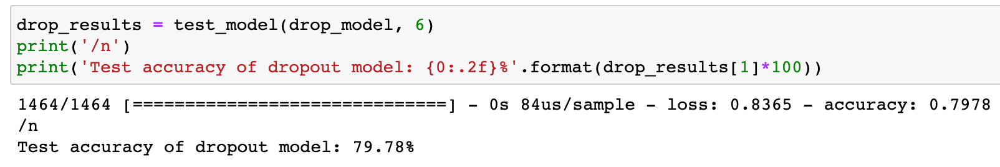 drop_results = test_model(drop_model, 6)
print('/n')
print('Test accuracy of dropout model: {0:.2f}%'.format(drop_results[1]*100))
1464/1464 [==============================] - 0s 84us/sample - loss: 0.8365 - accuracy: 0.7978
/n
Test accuracy of dropout model: 79.78%